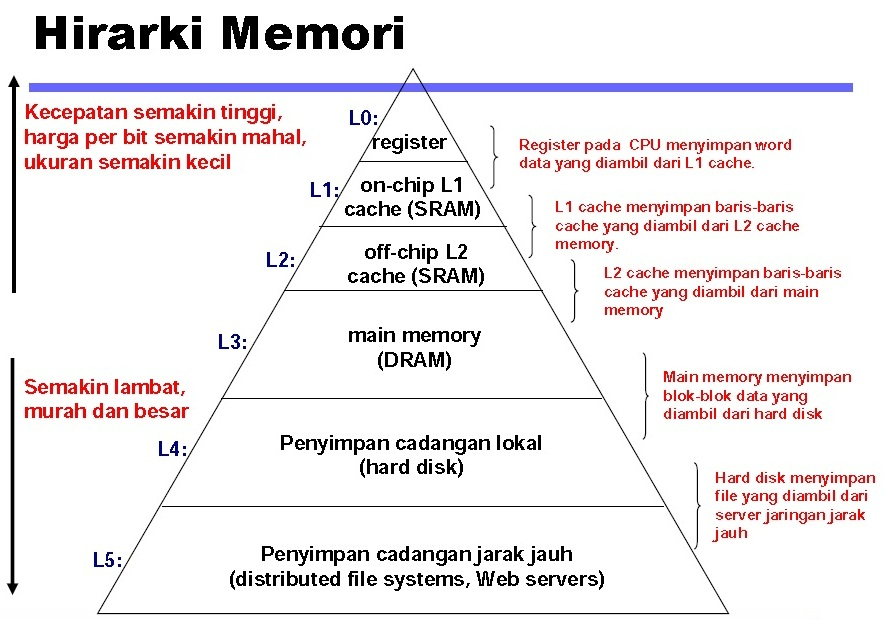 Hirarki Memori
Kecepatan semakin tinggi,
harga per bit semakin mahal,
ukuran semakin kecil
L0:
register
Register pada CPU menyimpan word
data yang diambil dari L1 cache.
L1:
on-chip L1
cache (SRAM)
L1 cache menyimpan baris-baris
cache yang diambil dari L2 cache
memory.
L2:
off-chip L2
cache (SRAM)
L2 cache menyimpan baris-baris
cache yang diambil dari main
memory
L3:
main memory
(DRAM)
Main memory menyimpan
blok-blok data yang
diambil dari hard disk
Semakin lambat,
murah dan besar
L4:
Penyimpan cadangan lokal
(hard disk)
Hard disk menyimpan
file yang diambil dari
server jaringan jarak
jauh
L5:
Penyimpan cadangan jarak jauh
(distributed file systems, Web servers)